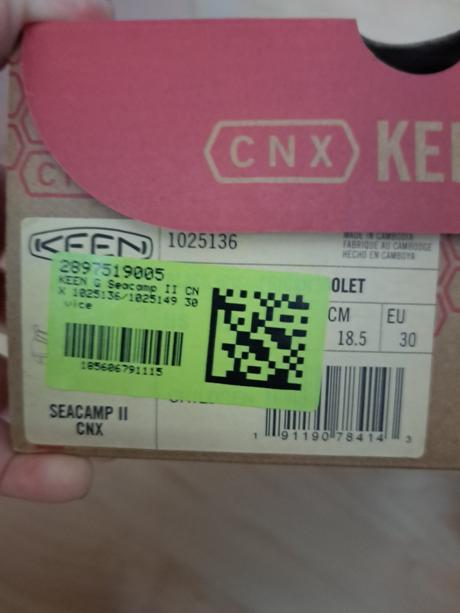 CNX KEE
KEEN
1025136
MADE IN CAMBODIA
FABRIQUE AU CAMBODGE
HECHO EN CAMBOYA
2897519005
KEEN G Seacamp II CN
X 1025136/1025149 30
vice
185606791115
OLET
CM
18.5
EU
30
SEACAMP II
CNX
1 91190 78414 3